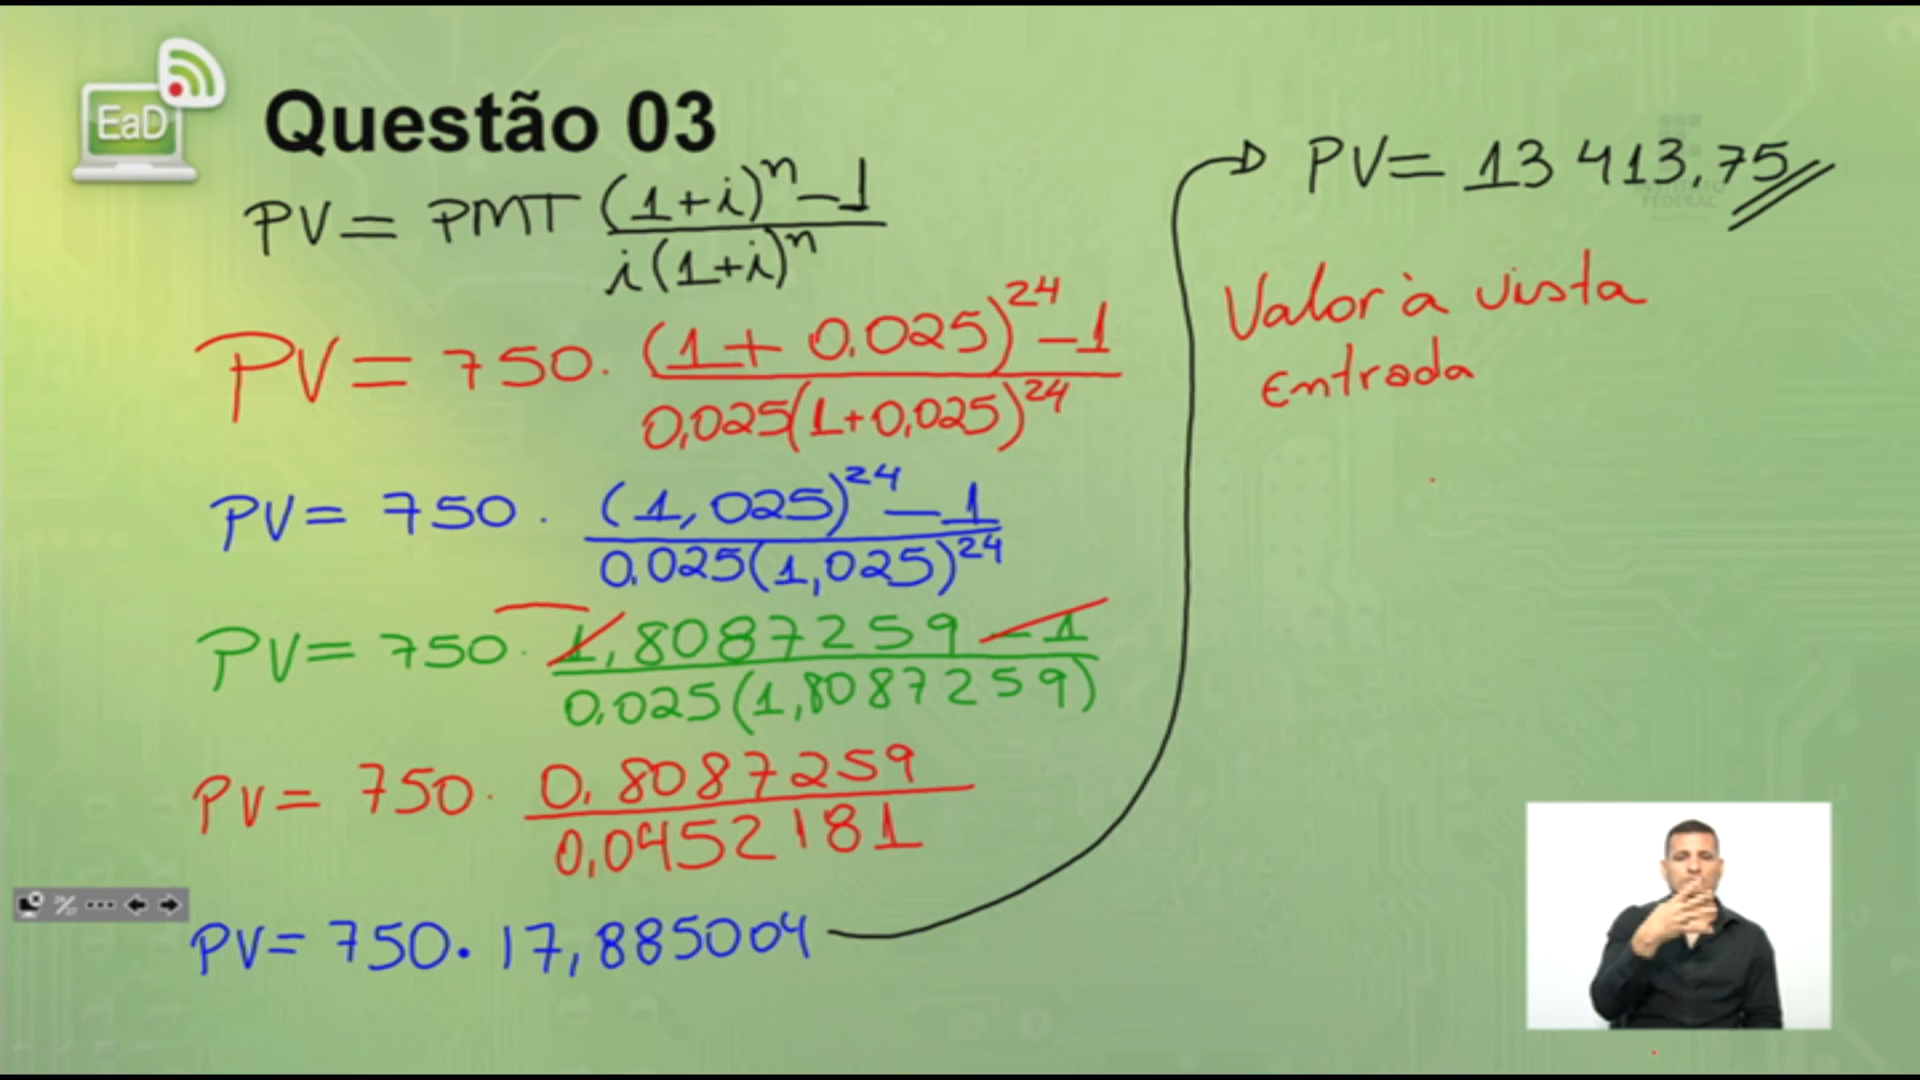 EaD
Questão 03
PV = PMT (1+i)^n - 1 / i(1+i)^n
PV = 750. (1+0.025)^24 - 1 / 0,025(1+0,025)^24
PV = 750 . (1,025)^24 - 1 / 0.025(1,025)^24
PV = 750 . 1,8087259 - 1 / 0.025(1,8087259)
PV = 750 . 0,8087259 / 0,0452181
PV = 750 . 17,885004
PV = 13 413,75
INSTITUTO
FEDERAL
Valor à vista
Entrada